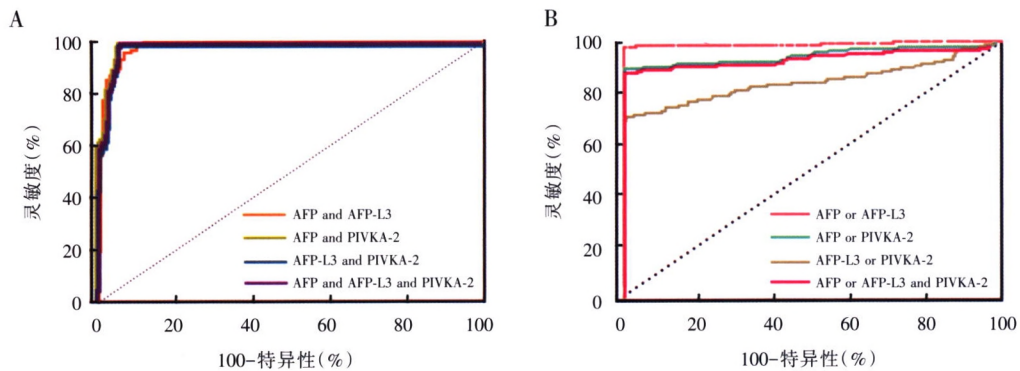 A
100
80
60
40
20
0
灵敏度(%)
AFP and AFP-L3
AFP and PIVKA-2
AFP-L3 and PIVKA-2
AFP and AFP-L3 and PIVKA-2
0 20 40 60 80 100
100-特异性(%)
B
100
80
60
40
20
0
灵敏度(%)
AFP or AFP-L3
AFP or PIVKA-2
AFP-L3 or PIVKA-2
AFP or AFP-L3 and PIVKA-2
0 20 40 60 80 100
100-特异性(%)